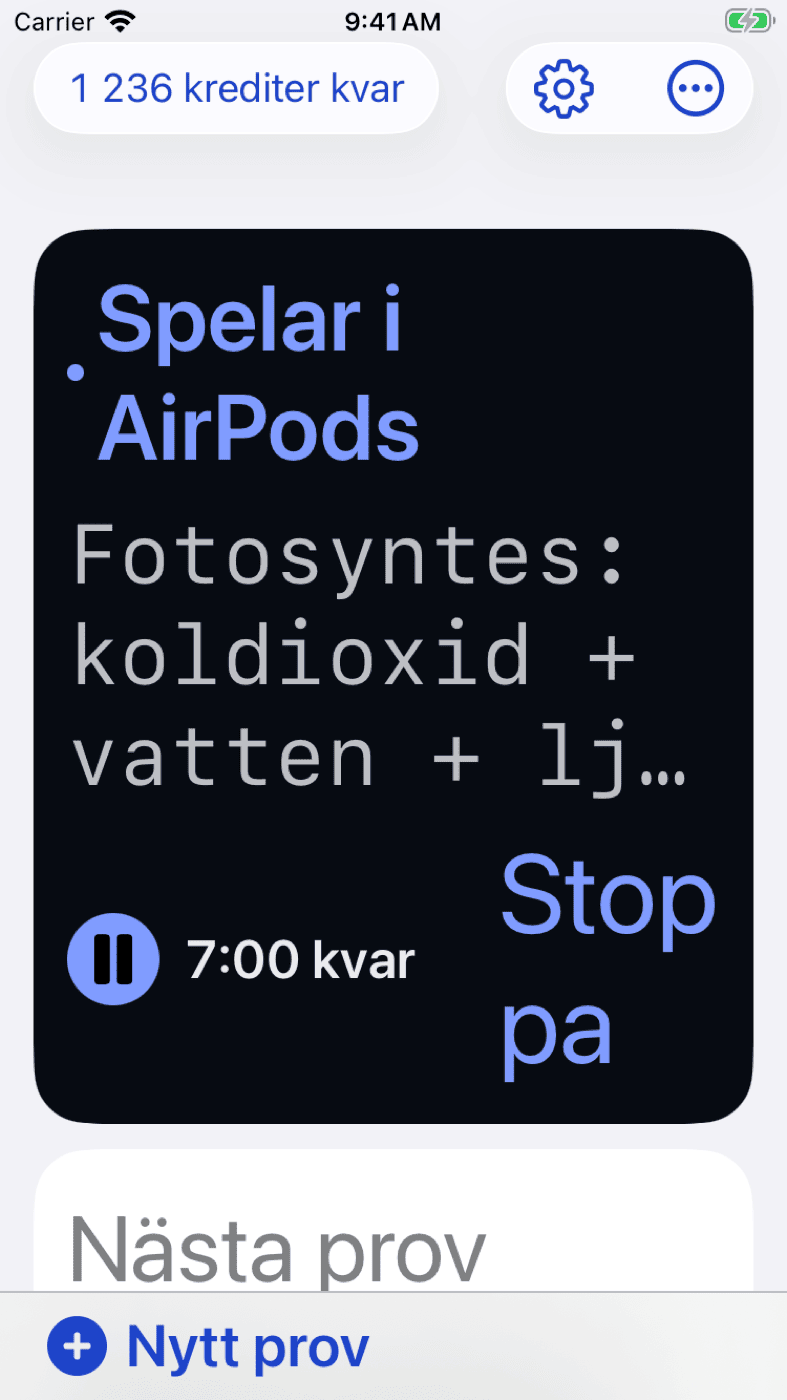 Carrier 9:41 AM
1 236 krediter kvar
Spelar i
AirPods
Fotosyntes:
koldioxid +
vatten + lj…
7:00 kvar
Stop
pa
Nästa prov
Nytt prov